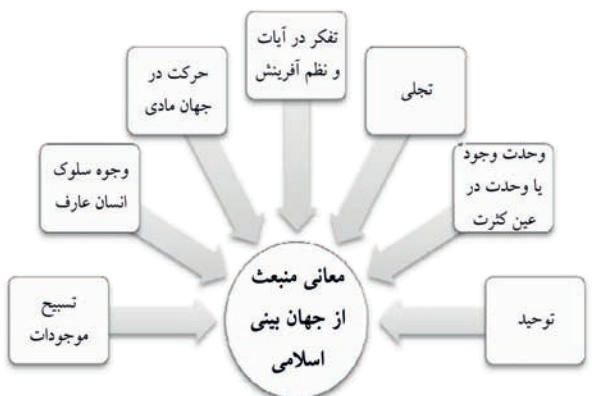 توحید
وحدت وجود
یا وحدت در
عین کثرت
تجلی
تفکر در آیات
و نظم آفرینش
حرکت در
جهان مادی
وجوه سلوک
انسان عارف
تسبیح
موجودات
معانی منبعث
از جهان بینی
اسلامی